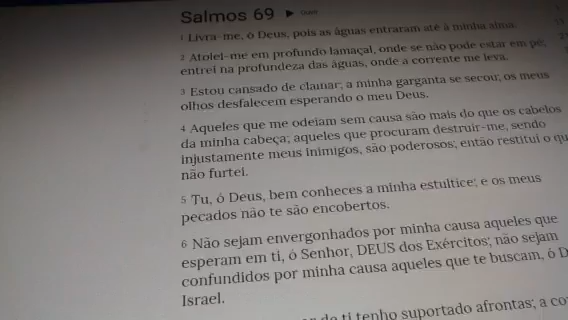 Salmos 69
1 Livra-me, ó Deus, pois as águas entraram até à minha alma.
2 Atolei-me em profundo lamaçal, onde se não pode estar em pé;
entrei na profundeza das águas, onde a corrente me leva.
3 Estou cansado de clamar; a minha garganta se secou; os meus
olhos desfalecem esperando o meu Deus.
4 Aqueles que me odeiam sem causa são mais do que os cabelos
da minha cabeça; aqueles que procuram destruir-me, sendo
injustamente meus inimigos, são poderosos; então restituí o qu
não furtei.
5 Tu, ó Deus, bem conheces a minha estultice; e os meus
pecados não te são encobertos.
6 Não sejam envergonhados por minha causa aqueles que
esperam em ti, ó Senhor, DEUS dos Exércitos; não sejam
confundidos por minha causa aqueles que te buscam, ó D
Israel.
de ti tenho suportado afrontas; a co